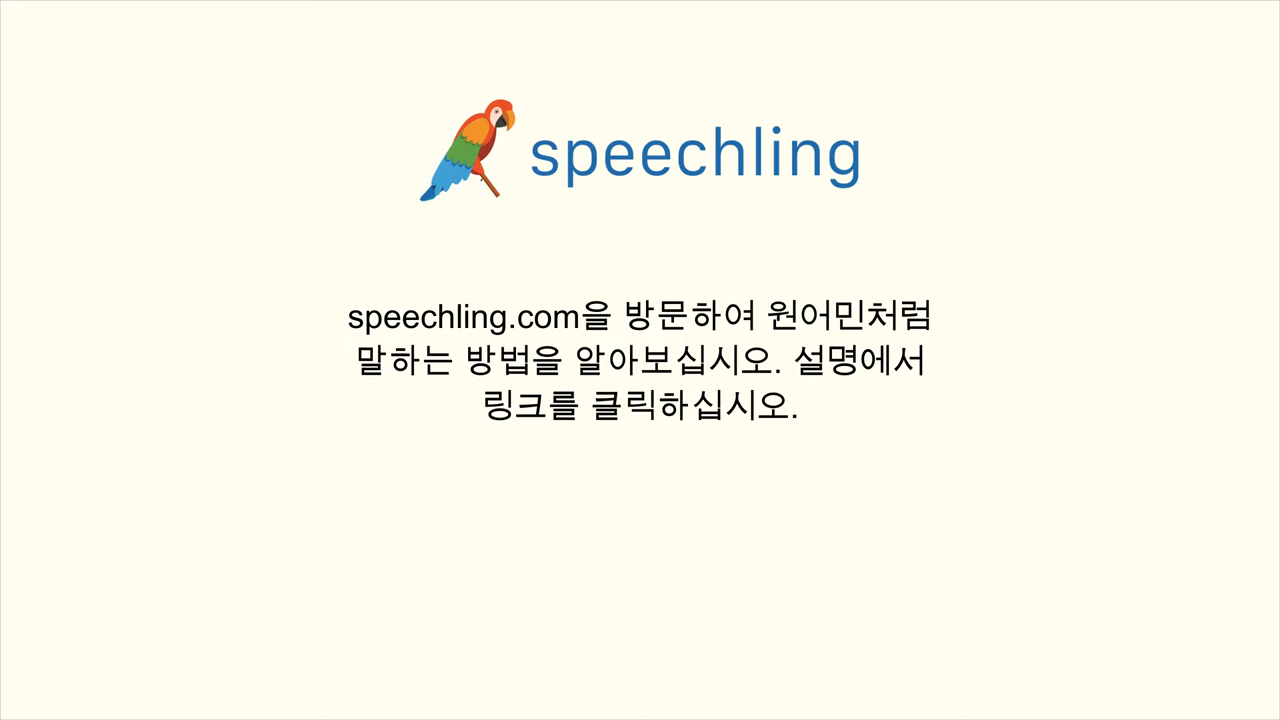 speechling
speechling.com을 방문하여 원어민처럼
말하는 방법을 알아보십시오. 설명에서
링크를 클릭하십시오.